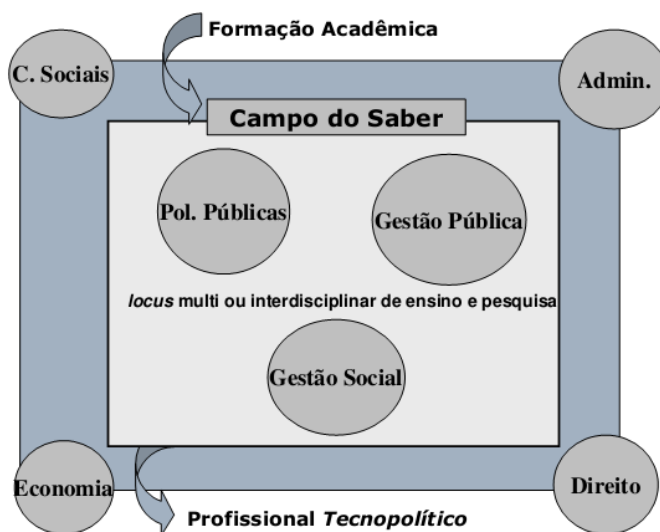 Formação Acadêmica
C. Sociais
Admin.
Campo do Saber
Pol. Públicas
Gestão Pública
locus multi ou interdisciplinar de ensino e pesquisa
Gestão Social
Economia
Direito
Profissional Tecnopolítico